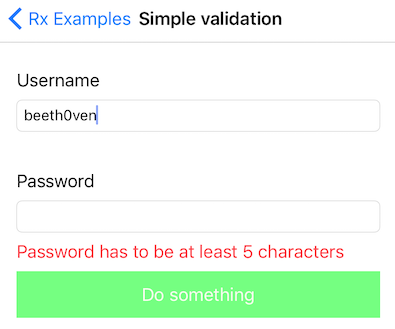 Rx Examples Simple validation
Username
beeth0ven
Password
Password has to be at least 5 characters
Do something